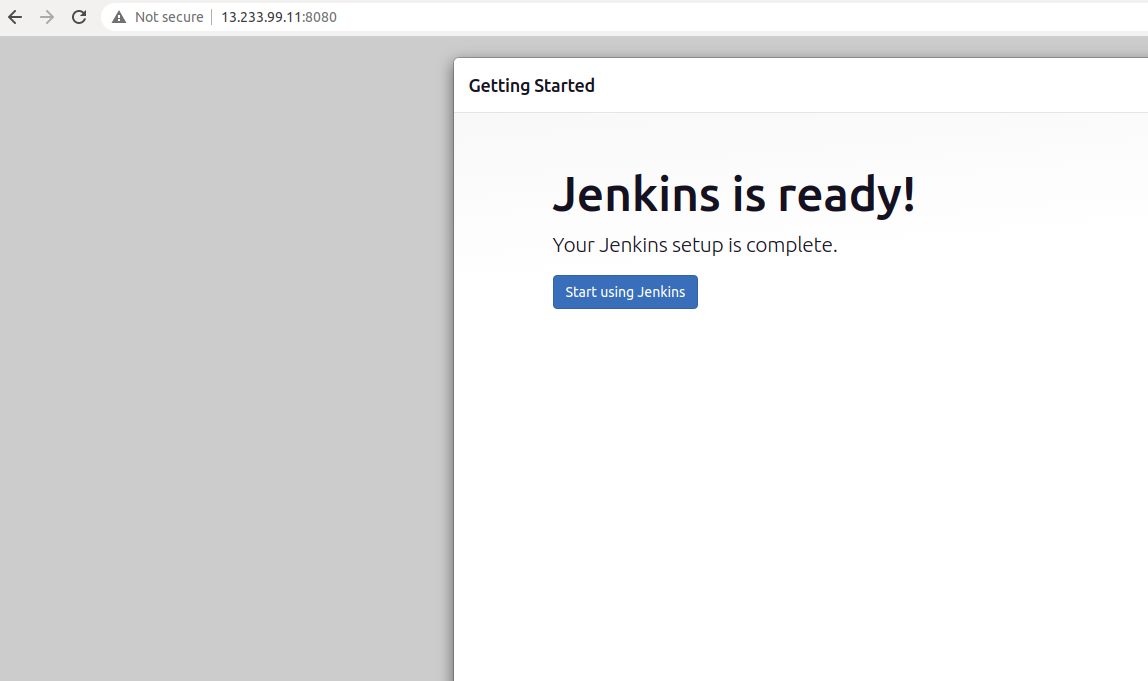 Not secure | 13.233.99.11:8080
Getting Started
Jenkins is ready!
Your Jenkins setup is complete.
Start using Jenkins